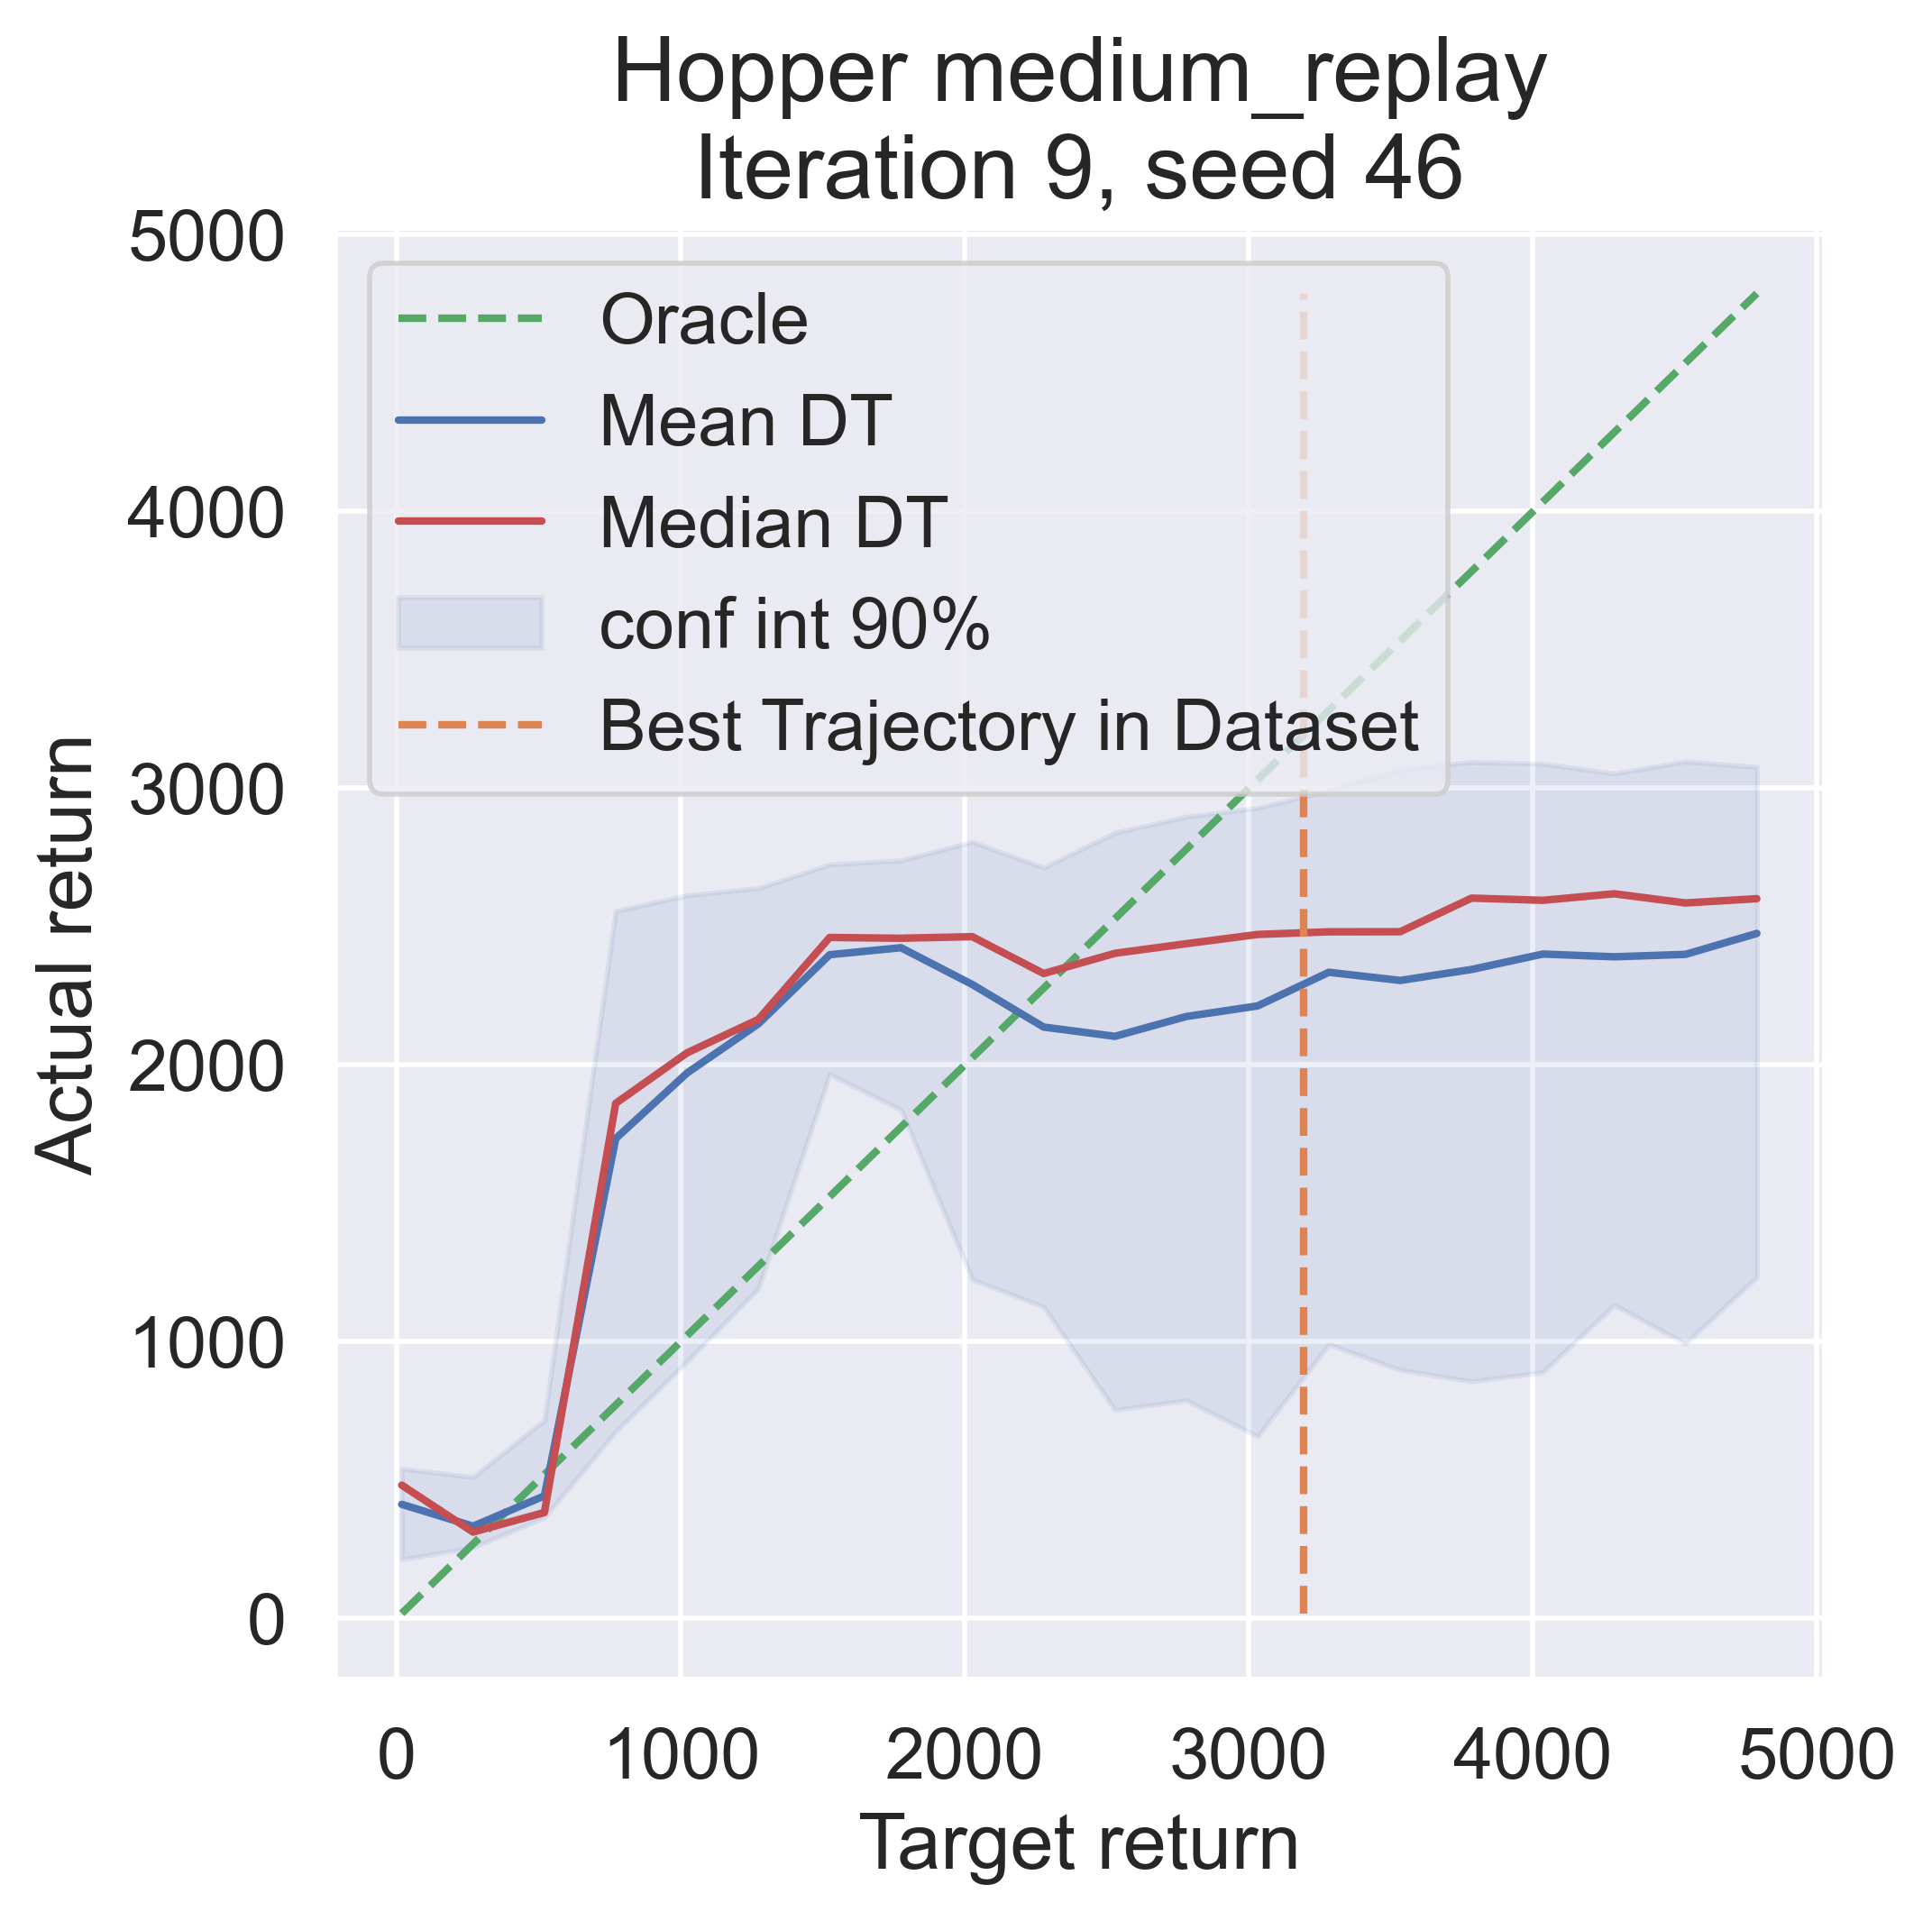 Hopper medium_replay
Iteration 9, seed 46
5000
4000
3000
2000
1000
0
Actual return
Oracle
Mean DT
Median DT
conf int 90%
Best Trajectory in Dataset
0
1000
2000
3000
4000
5000
Target return